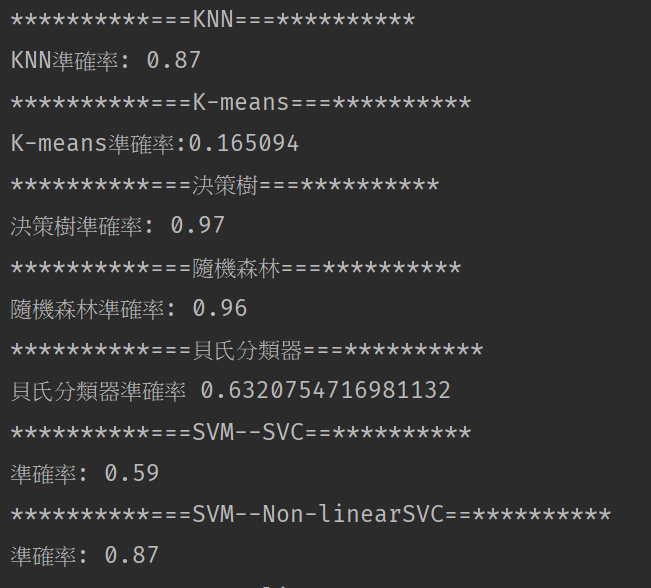 **********===KNN===**********
KNN準確率: 0.87
**********===K-means===**********
K-means準確率:0.165094
**********===決策樹===**********
決策樹準確率: 0.97
**********===隨機森林===**********
隨機森林準確率: 0.96
**********===貝氏分類器===**********
貝氏分類器準確率 0.6320754716981132
**********===SVM--SVC==**********
準確率: 0.59
**********===SVM--Non-linearSVC==**********
準確率: 0.87